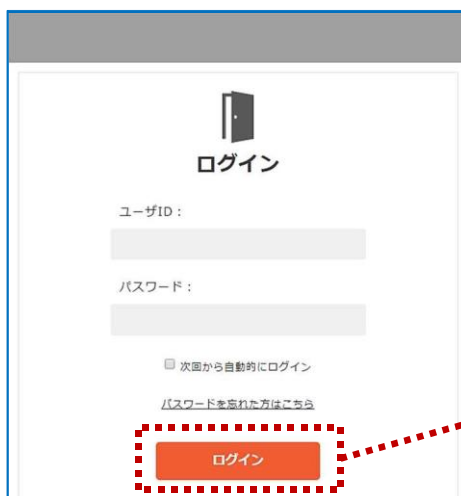 ログイン
ユーザID：
パスワード：
次回から自動的にログイン
パスワードを忘れた方はこちら
ログイン